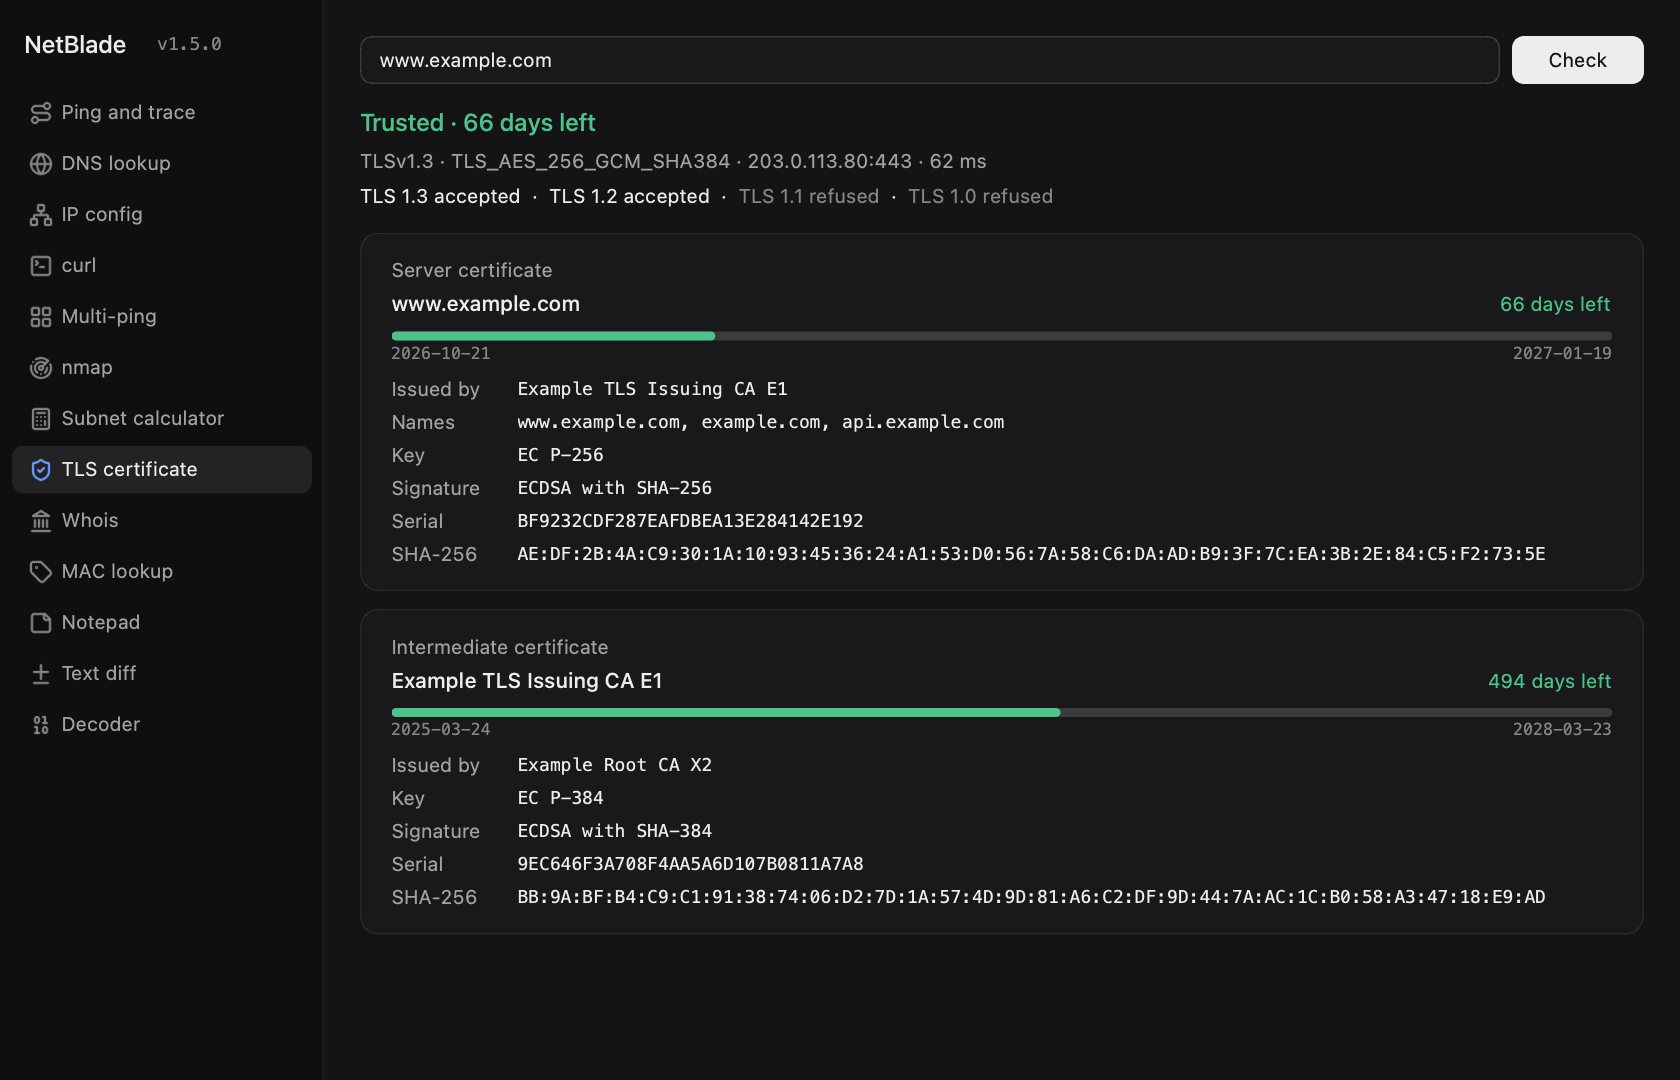 NetBlade v1.5.0
Ping and trace
DNS lookup
IP config
curl
Multi-ping
nmap
Subnet calculator
TLS certificate
Whois
MAC lookup
Notepad
Text diff
Decoder
www.example.com
Check
Trusted · 66 days left
TLSv1.3 · TLS_AES_256_GCM_SHA384 · 203.0.113.80:443 · 62 ms
TLS 1.3 accepted · TLS 1.2 accepted · TLS 1.1 refused · TLS 1.0 refused
Server certificate
www.example.com 66 days left
2026-10-21 2027-01-19
Issued by Example TLS Issuing CA E1
Names www.example.com, example.com, api.example.com
Key EC P-256
Signature ECDSA with SHA-256
Serial BF9232CDF287EAFDBEA13E284142E192
SHA-256 AE:DF:2B:4A:C9:30:1A:10:93:45:36:24:A1:53:D0:56:7A:58:C6:DA:AD:B9:3F:7C:EA:3B:2E:84:C5:F2:73:5E
Intermediate certificate
Example TLS Issuing CA E1 494 days left
2025-03-24 2028-03-23
Issued by Example Root CA X2
Key EC P-384
Signature ECDSA with SHA-384
Serial 9EC646F3A708F4AA5A6D107B0811A7A8
SHA-256 BB:9A:BF:B4:C9:C1:91:38:74:06:D2:7D:1A:57:4D:9D:81:A6:C2:DF:9D:44:7A:AC:1C:B0:58:A3:47:18:E9:AD